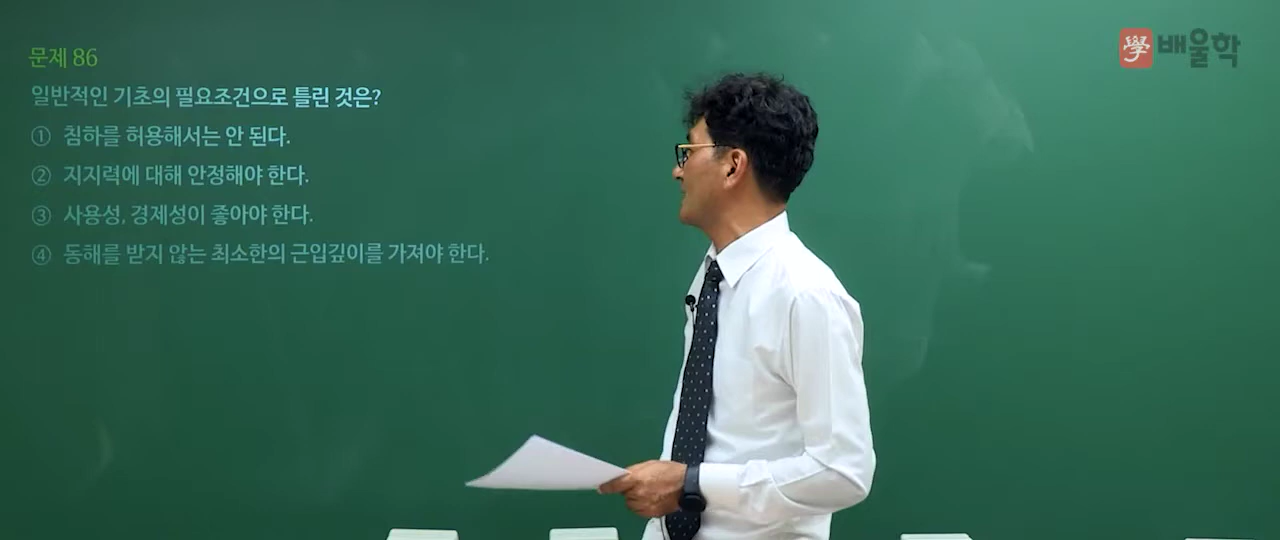 문제 86
일반적인 기초의 필요조건으로 틀린 것은?
① 침하를 허용해서는 안 된다.
② 지지력에 대해 안정해야 한다.
③ 사용성, 경제성이 좋아야 한다.
④ 동해를 받지 않는 최소한의 근입깊이를 가져야 한다.
學 배울학